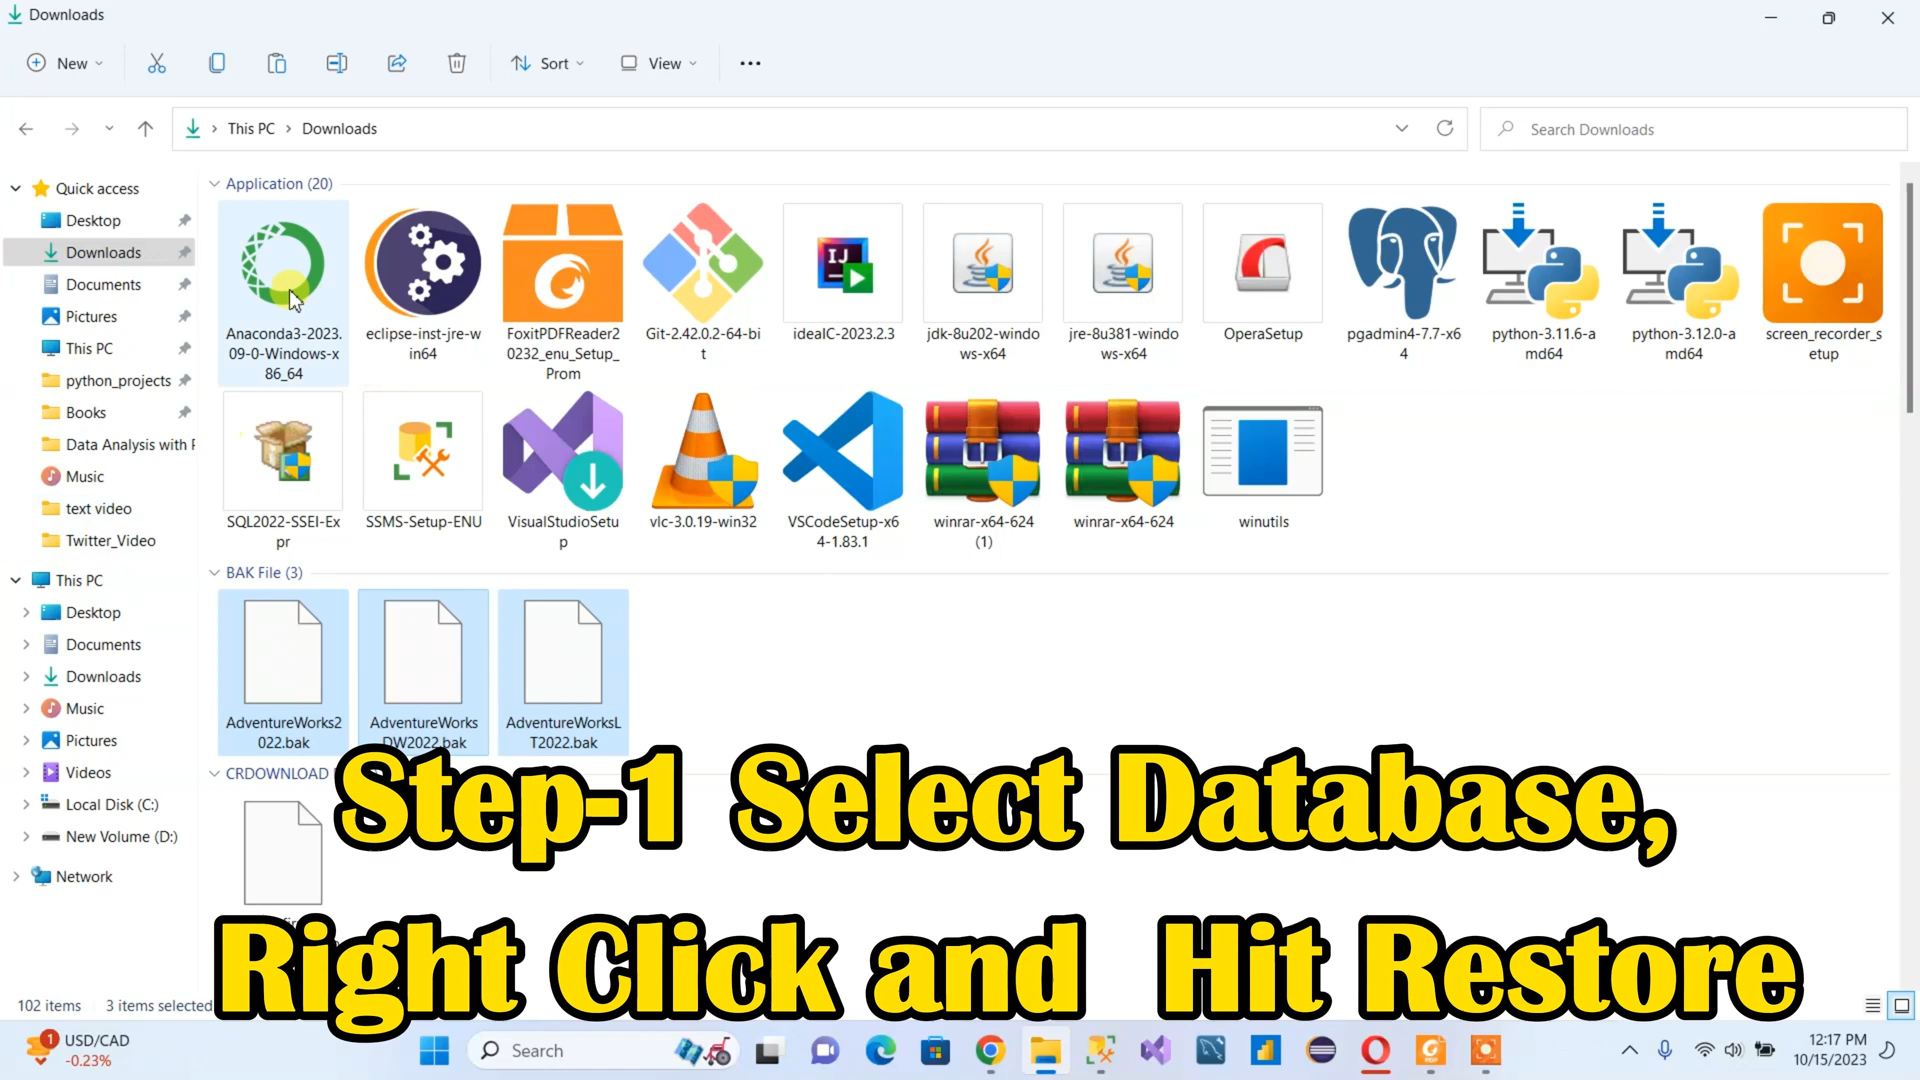 Downloads
New
Sort
View
This PC > Downloads
Search Downloads
Quick access
Desktop
Downloads
Documents
Pictures
This PC
python_projects
Books
Data Analysis with
Music
text video
Twitter_Video
This PC
Desktop
Documents
Downloads
Music
Pictures
Videos
Local Disk (C:)
New Volume (D:)
Network
Application (20)
Anaconda3-2023.
09-0-Windows-x
86_64
eclipse-inst-jre-w
in64
FoxitPDFReader2
0232_enu_Setup_
Prom
Git-2.42.0.2-64-bi
t
ideaIC-2023.2.3
jdk-8u202-windo
ws-x64
jre-8u381-windo
ws-x64
OperaSetup
pgadmin4-7.7-x6
4
python-3.11.6-a
md64
python-3.12.0-a
md64
screen_recorder_s
etup
SQL2022-SSEI-Ex
pr
SSMS-Setup-ENU
VisualStudioSetu
p
vlc-3.0.19-win32
VSCodeSetup-x6
4-1.83.1
winrar-x64-624
(1)
winrar-x64-624
winutils
BAK File (3)
AdventureWorks2
022.bak
AdventureWorks
DW2022.bak
AdventureWorksL
T2022.bak
CRDOWNLOAD
Step-1 Select Database,
Right Click and Hit Restore
102 items
3 items selected
1
USD/CAD
-0.23%
Search
12:17 PM
10/15/2023